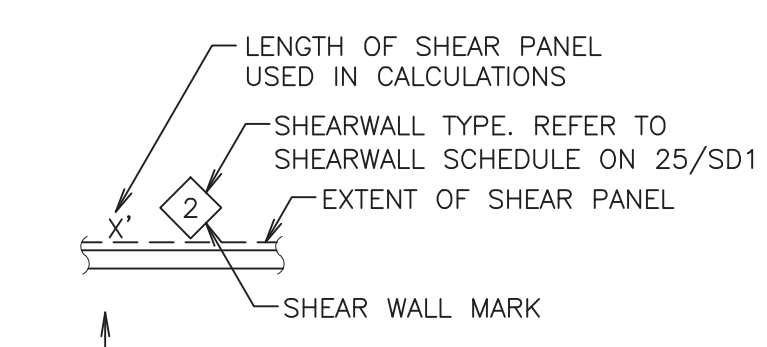 LENGTH OF SHEAR PANEL
USED IN CALCULATIONS
SHEARWALL TYPE. REFER TO
SHEARWALL SCHEDULE ON 25/SD1
EXTENT OF SHEAR PANEL
2
X'
SHEAR WALL MARK